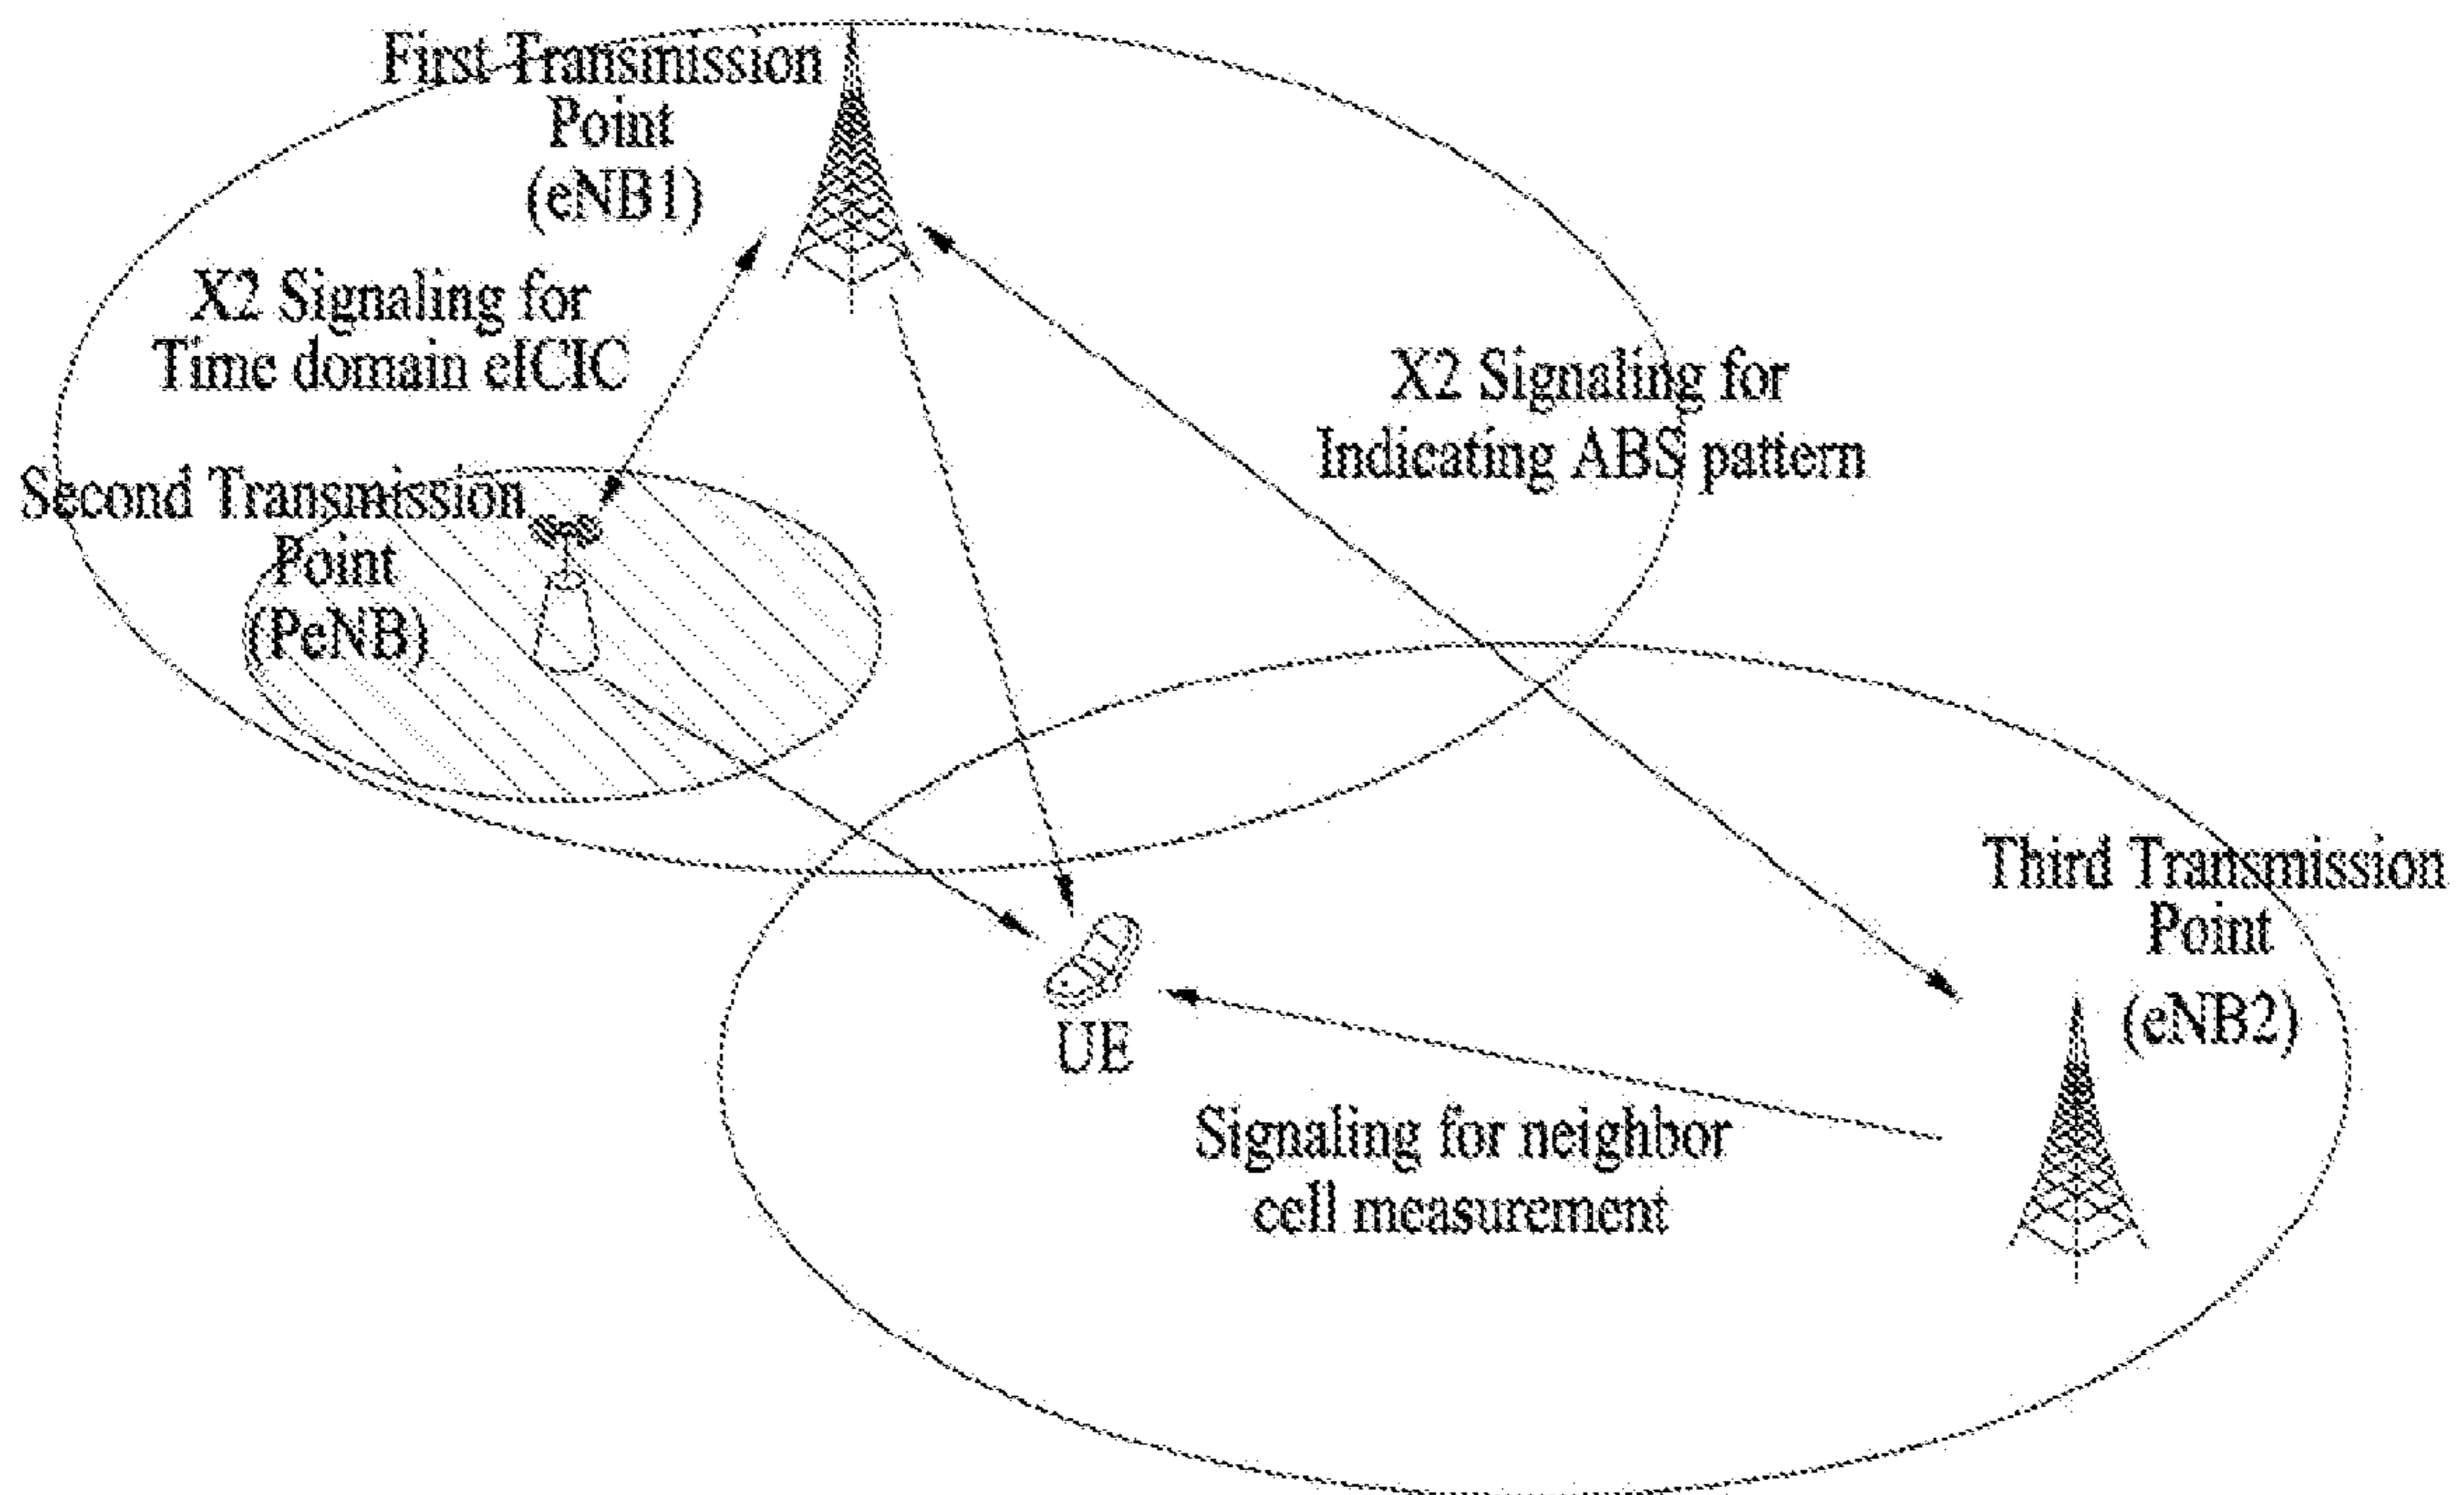 First Transmission
Point
(eNB1)
X2 Signaling for
Time domain eICIC
X2 Signaling for
Indicating ABS pattern
Second Transmission
Point
(PeNB)
Third Transmission
Point
(eNB2)
UE
Signaling for neighbor
cell measurement